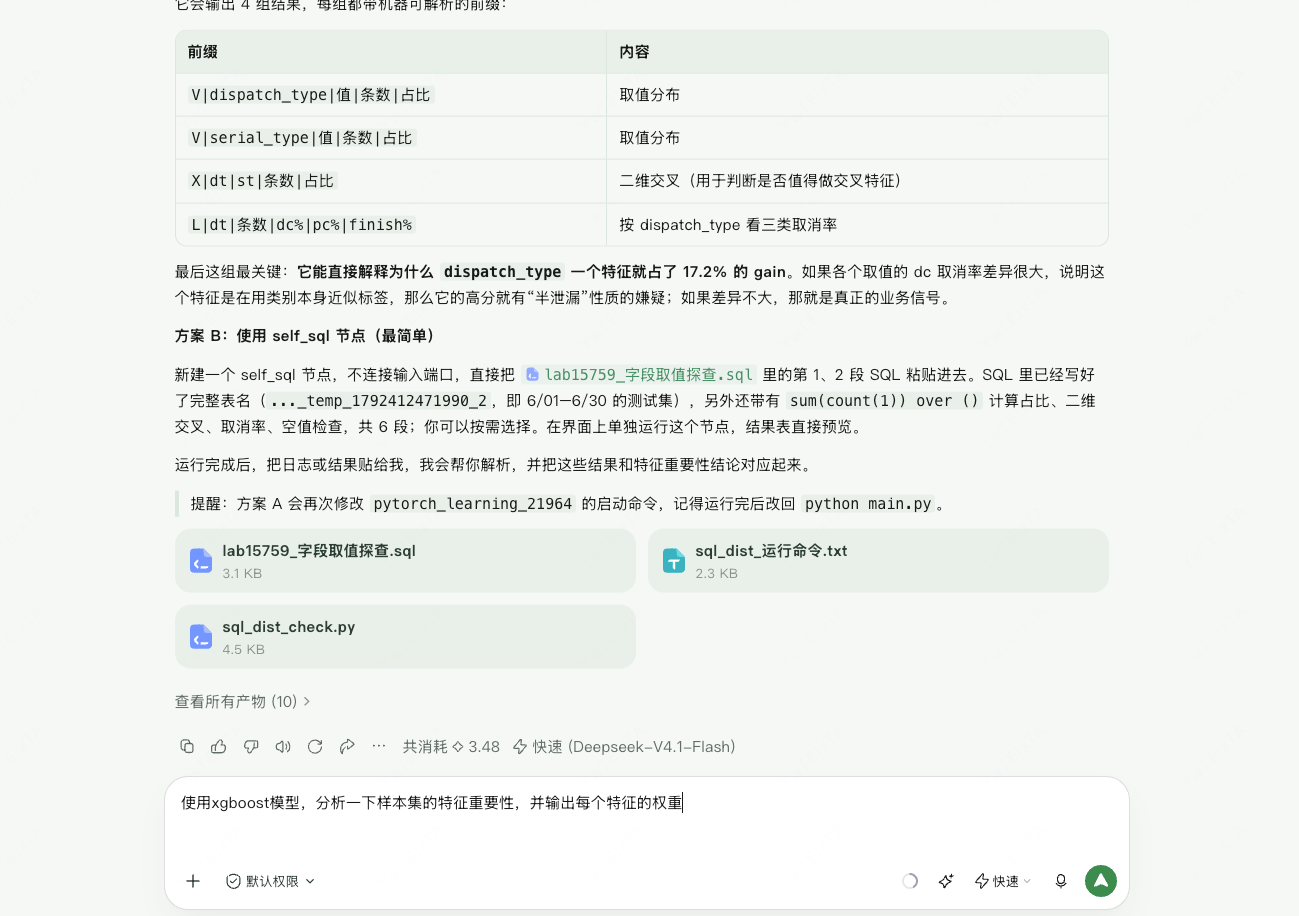 它会输出 4 组结果，每组都带机器可解析的前缀：
前缀 内容
V|dispatch_type|值|条数|占比 取值分布
V|serial_type|值|条数|占比 取值分布
X|dt|st|条数|占比 二维交叉（用于判断是否值得做交叉特征）
L|dt|条数|dc%|pc%|finish% 按 dispatch_type 看三类取消率
最后这组最关键：它能直接解释为什么 dispatch_type 一个特征就占了 17.2% 的 gain。如果各个取值的 dc 取消率差异很大，说明这
个特征是在用类别本身近似标签，那么它的高分就有“半泄漏”性质的嫌疑；如果差异不大，那就是真正的业务信号。
方案 B：使用 self_sql 节点（最简单）
新建一个 self_sql 节点，不连接输入端口，直接把 lab15759_字段取值探查.sql 里的第 1、2 段 SQL 粘贴进去。SQL 里已经写好
了完整表名（..._temp_1792412471990_2，即 6/01—6/30 的测试集），另外还带有 sum(count(1)) over () 计算占比、二维
交叉、取消率、空值检查，共 6 段；你可以按需选择。在界面上单独运行这个节点，结果表直接预览。
运行完成后，把日志或结果贴给我，我会帮你解析，并把这些结果和特征重要性结论对应起来。
提醒：方案 A 会再次修改 pytorch_learning_21964 的启动命令，记得运行完后改回 python main.py。
lab15759_字段取值探查.sql
3.1 KB
sql_dist_运行命令.txt
2.3 KB
sql_dist_check.py
4.5 KB
查看所有产物 (10)
共消耗 3.48 快速 (Deepseek-V4.1-Flash)
使用xgboost模型，分析一下样本集的特征重要性，并输出每个特征的权重
默认权限 快速